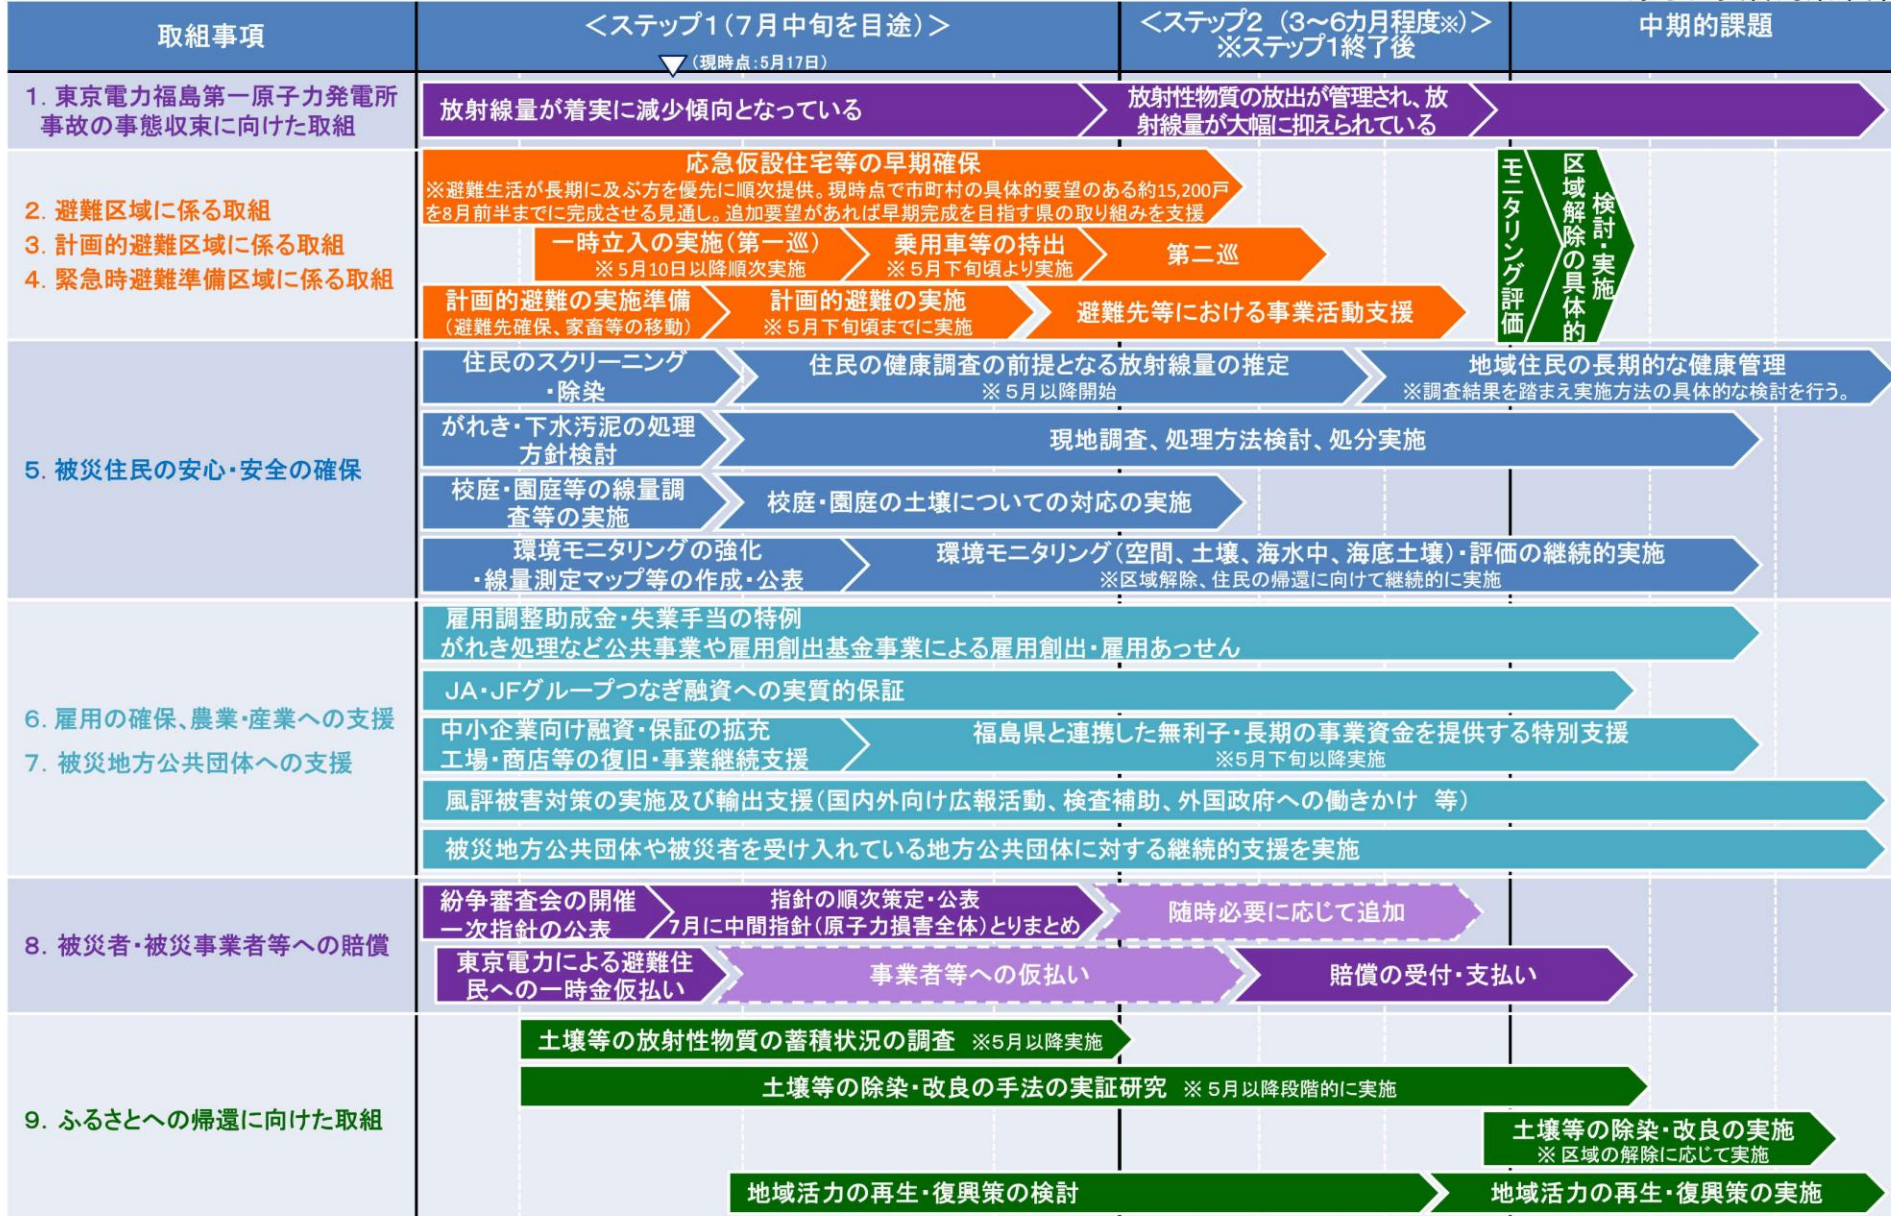 取組事項
＜ステップ1（7月中旬を目途）＞
（現時点：5月17日）
＜ステップ2（3～6カ月程度※）＞
※ステップ1終了後
中期的課題
1. 東京電力福島第一原子力発電所
事故の事態収束に向けた取組
放射線量が着実に減少傾向となっている
放射性物質の放出が管理され、放
射線量が大幅に抑えられている
2. 避難区域に係る取組
3. 計画的避難区域に係る取組
4. 緊急時避難準備区域に係る取組
応急仮設住宅等の早期確保
※避難生活が長期に及ぶ方を優先に順次提供。現時点で市町村の具体的要望のある約15,200戸
を8月前半までに完成させる見通し。追加要望があれば早期完成を目指す県の取り組みを支援
一時立入の実施（第一巡）
※5月10日以降順次実施
乗用車等の持出
※5月下旬頃より実施
第二巡
計画的避難の実施準備
（避難先確保、家畜等の移動）
計画的避難の実施
※5月下旬頃までに実施
避難先等における事業活動支援
モニタリング評価
区域解除の具体的
検討・実施
5. 被災住民の安心・安全の確保
住民のスクリーニング
・除染
住民の健康調査の前提となる放射線量の推定
※5月以降開始
地域住民の長期的な健康管理
※調査結果を踏まえ実施方法の具体的な検討を行う。
がれき・下水汚泥の処理
方針検討
現地調査、処理方法検討、処分実施
校庭・園庭等の線量調
査等の実施
校庭・園庭の土壌についての対応の実施
環境モニタリングの強化
・線量測定マップ等の作成・公表
環境モニタリング（空間、土壌、海水中、海底土壌）・評価の継続的実施
※区域解除、住民の帰還に向けて継続的に実施
6. 雇用の確保、農業・産業への支援
7. 被災地方公共団体への支援
雇用調整助成金・失業手当の特例
がれき処理など公共事業や雇用創出基金事業による雇用創出・雇用あっせん
JA・JFグループつなぎ融資への実質的保証
中小企業向け融資・保証の拡充
工場・商店等の復旧・事業継続支援
福島県と連携した無利子・長期の事業資金を提供する特別支援
※5月下旬以降実施
風評被害対策の実施及び輸出支援（国内外向け広報活動、検査補助、外国政府への働きかけ 等）
被災地方公共団体や被災者を受け入れている地方公共団体に対する継続的支援を実施
8. 被災者・被災事業者等への賠償
紛争審査会の開催
一次指針の公表
指針の順次策定・公表
7月に中間指針（原子力損害全体）とりまとめ
随時必要に応じて追加
東京電力による避難住
民への一時金仮払い
事業者等への仮払い
賠償の受付・支払い
9. ふるさとへの帰還に向けた取組
土壌等の放射性物質の蓄積状況の調査 ※5月以降実施
土壌等の除染・改良の手法の実証研究 ※5月以降段階的に実施
土壌等の除染・改良の実施
※区域の解除に応じて実施
地域活力の再生・復興策の検討
地域活力の再生・復興策の実施